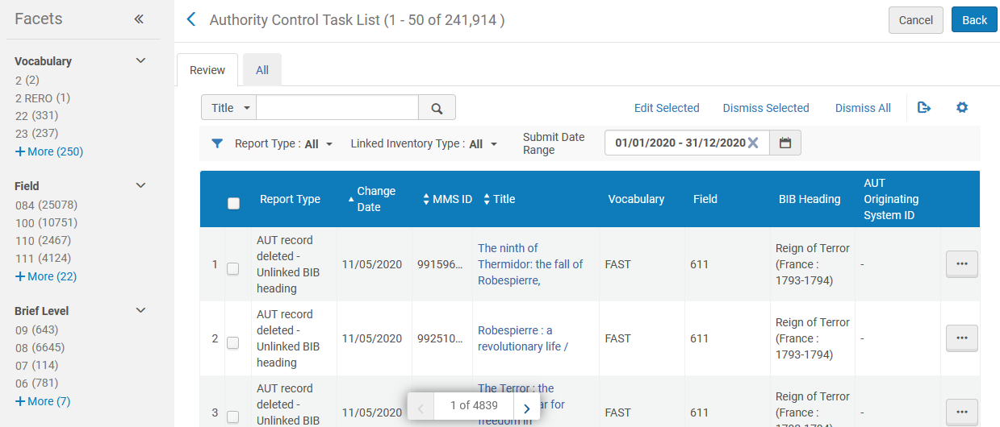 Facets
Vocabulary
2 (2)
2 RERO (1)
22 (331)
23 (237)
+ More (250)
Field
084 (25078)
100 (10751)
110 (2467)
111 (4124)
+ More (22)
Brief Level
09 (643)
08 (6645)
07 (114)
06 (781)
+ More (7)
Authority Control Task List (1 - 50 of 241,914 )
Cancel
Back
Review
All
Title
Edit Selected
Dismiss Selected
Dismiss All
Report Type : All
Linked Inventory Type : All
Submit Date
Range
01/01/2020 - 31/12/2020
Report Type
Change
Date
MMS ID
Title
Vocabulary
Field
BIB Heading
AUT
Originating
System ID
1
AUT record
deleted -
Unlinked BIB
heading
11/05/2020
991596...
The ninth of
Thermidor: the fall of
Robespierre,
FAST
611
Reign of Terror
(France :
1793-1794)
-
2
AUT record
deleted -
Unlinked BIB
heading
11/05/2020
992510...
Robespierre : a
revolutionary life /
FAST
611
Reign of Terror
(France :
1793-1794)
-
3
AUT record
deleted -
Unlinked BIB
11/05/2020
The Terror : the
for
freedom in
FAST
611
Reign of Terror
(France :
-
1 of 4839